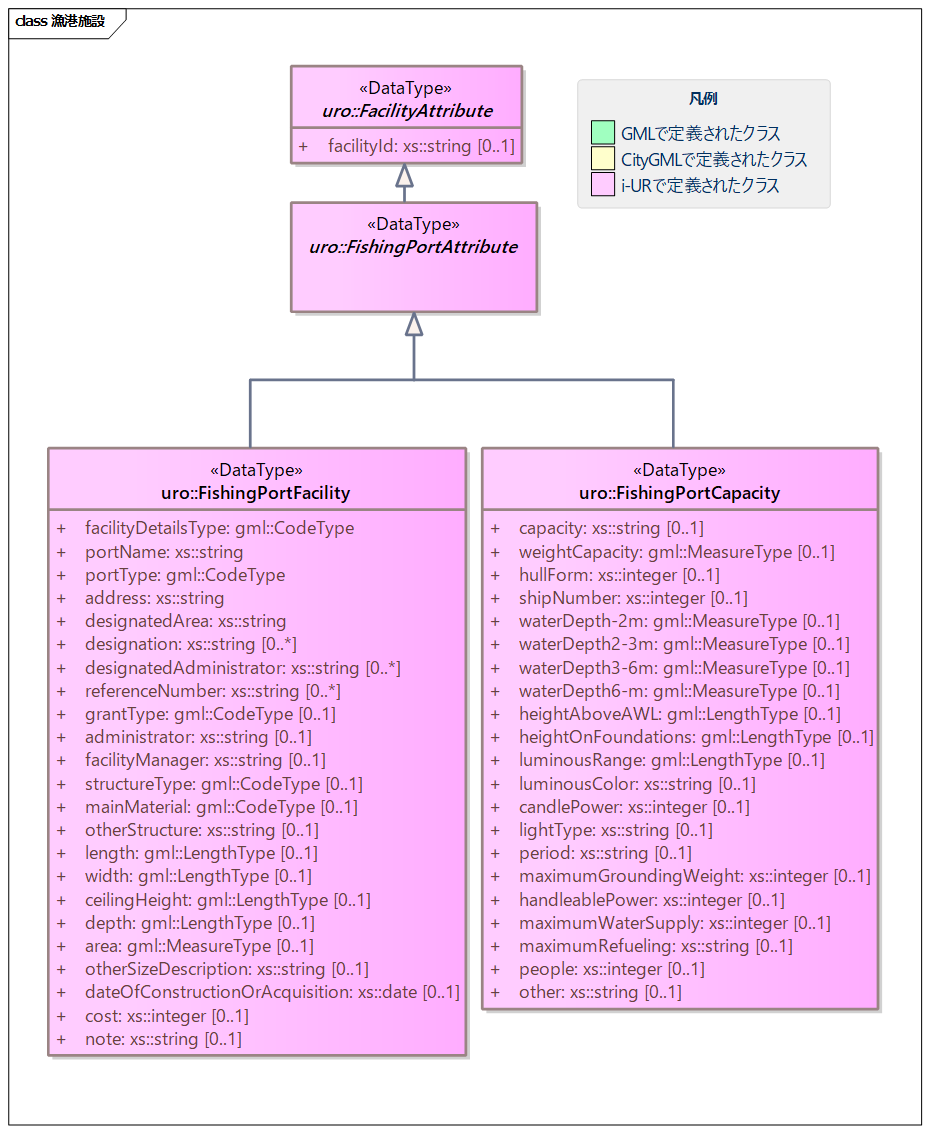 class 漁港施設
«DataType»
uro::FacilityAttribute
+ facilityId: xs::string [0..1]
凡例
GMLで定義されたクラス
CityGMLで定義されたクラス
i-URで定義されたクラス
«DataType»
uro::FishingPortAttribute
«DataType»
uro::FishingPortFacility
+ facilityDetailsType: gml::CodeType
+ portName: xs::string
+ portType: gml::CodeType
+ address: xs::string
+ designatedArea: xs::string
+ designation: xs::string [0..*]
+ designatedAdministrator: xs::string [0..*]
+ referenceNumber: xs::string [0..*]
+ grantType: gml::CodeType [0..1]
+ administrator: xs::string [0..1]
+ facilityManager: xs::string [0..1]
+ structureType: gml::CodeType [0..1]
+ mainMaterial: gml::CodeType [0..1]
+ otherStructure: xs::string [0..1]
+ length: gml::LengthType [0..1]
+ width: gml::LengthType [0..1]
+ ceilingHeight: gml::LengthType [0..1]
+ depth: gml::LengthType [0..1]
+ area: gml::MeasureType [0..1]
+ otherSizeDescription: xs::string [0..1]
+ dateOfConstructionOrAcquisition: xs::date [0..1]
+ cost: xs::integer [0..1]
+ note: xs::string [0..1]
«DataType»
uro::FishingPortCapacity
+ capacity: xs::string [0..1]
+ weightCapacity: gml::MeasureType [0..1]
+ hullForm: xs::integer [0..1]
+ shipNumber: xs::integer [0..1]
+ waterDepth-2m: gml::MeasureType [0..1]
+ waterDepth2-3m: gml::MeasureType [0..1]
+ waterDepth3-6m: gml::MeasureType [0..1]
+ waterDepth6-m: gml::MeasureType [0..1]
+ heightAboveAWL: gml::LengthType [0..1]
+ heightOnFoundations: gml::LengthType [0..1]
+ luminousRange: gml::LengthType [0..1]
+ luminousColor: xs::string [0..1]
+ candlePower: xs::integer [0..1]
+ lightType: xs::string [0..1]
+ period: xs::string [0..1]
+ maximumGroundingWeight: xs::integer [0..1]
+ handleablePower: xs::integer [0..1]
+ maximumWaterSupply: xs::integer [0..1]
+ maximumRefueling: xs::string [0..1]
+ people: xs::integer [0..1]
+ other: xs::string [0..1]